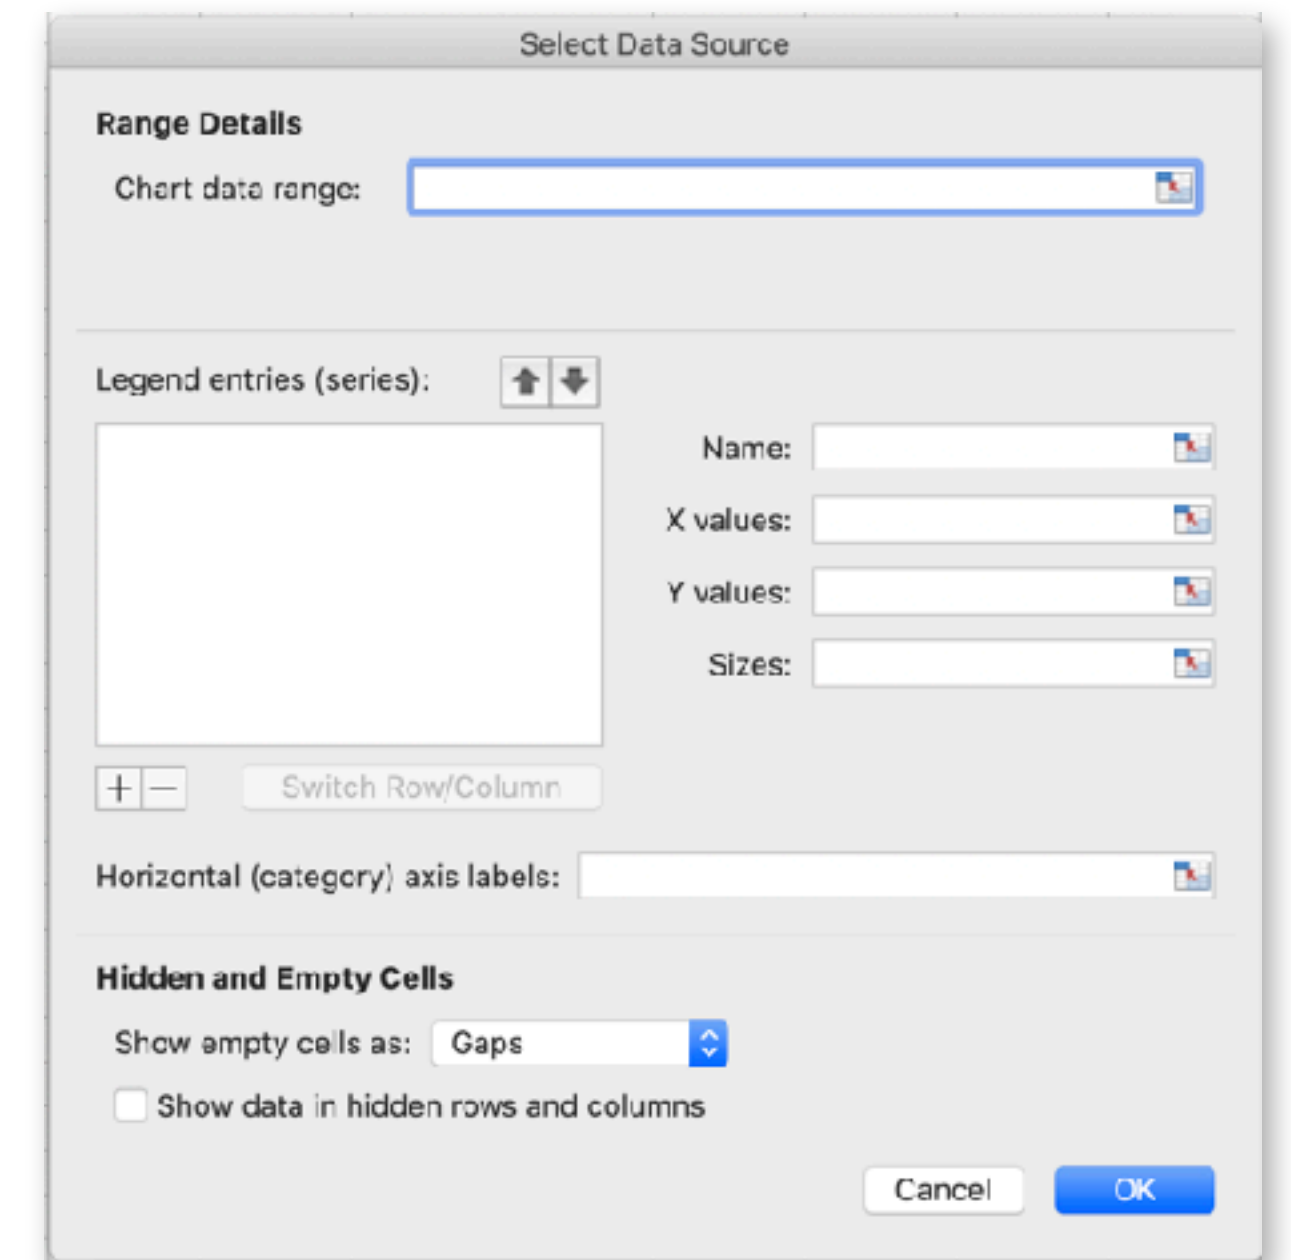 Select Data Source
Range Details
Chart data range:
Legend entries (series):
Name:
X values:
Y values:
Sizes:
+ −
Switch Row/Column
Horizontal (category) axis labels:
Hidden and Empty Cells
Show empty cells as: Gaps
Show data in hidden rows and columns
Cancel OK